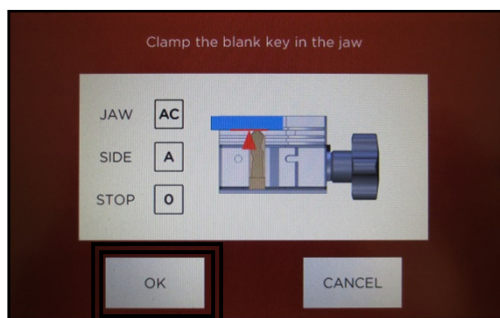 Clamp the blank key in the jaw
JAW AC
SIDE A
STOP 0
OK CANCEL